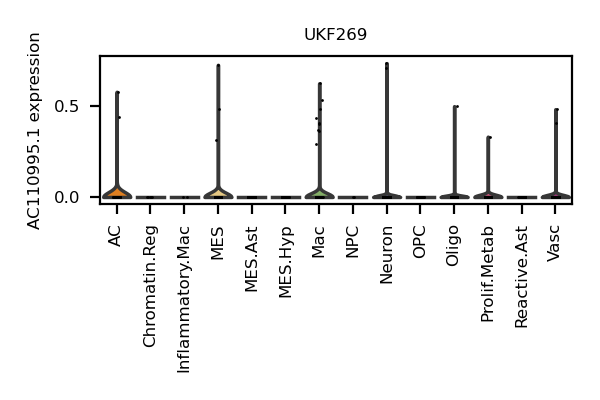 UKF269
AC110995.1 expression
0.5
0.0
AC
Chromatin.Reg
Inflammatory.Mac
MES
MES.Ast
MES.Hyp
Mac
NPC
Neuron
OPC
Oligo
Prolif.Metab
Reactive.Ast
Vasc